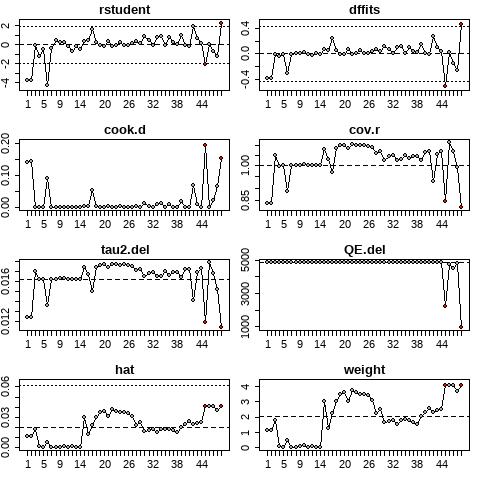 rstudent
dffits
2
0
-2
-4
0.4
0.0
-0.4
1 5 9 14 20 26 32 38 44
1 5 9 14 20 26 32 38 44
cook.d
cov.r
0.20
0.10
0.00
1.00
0.85
1 5 9 14 20 26 32 38 44
1 5 9 14 20 26 32 38 44
tau2.del
QE.del
0.016
0.012
5000
3000
1000
1 5 9 14 20 26 32 38 44
1 5 9 14 20 26 32 38 44
hat
weight
0.06
0.03
0.00
4
3
2
1
0
1 5 9 14 20 26 32 38 44
1 5 9 14 20 26 32 38 44